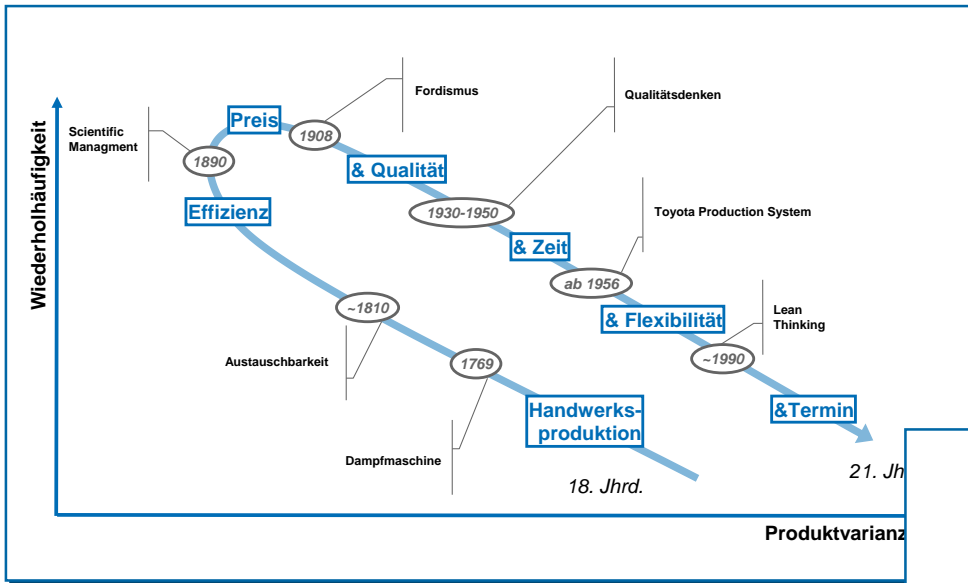 Fordismus
Qualitätsdenken
Preis
Scientific
Managment
1908
1890
& Qualität
Effizienz
1930-1950
Toyota Production System
& Zeit
ab 1956
Wiederholhäufigkeit
~1810
& Flexibilität
Lean
Thinking
Austauschbarkeit
1769
~1990
Handwerks-
produktion
&Termin
Dampfmaschine
18. Jhrd.
21. Jh
Produktvarianz